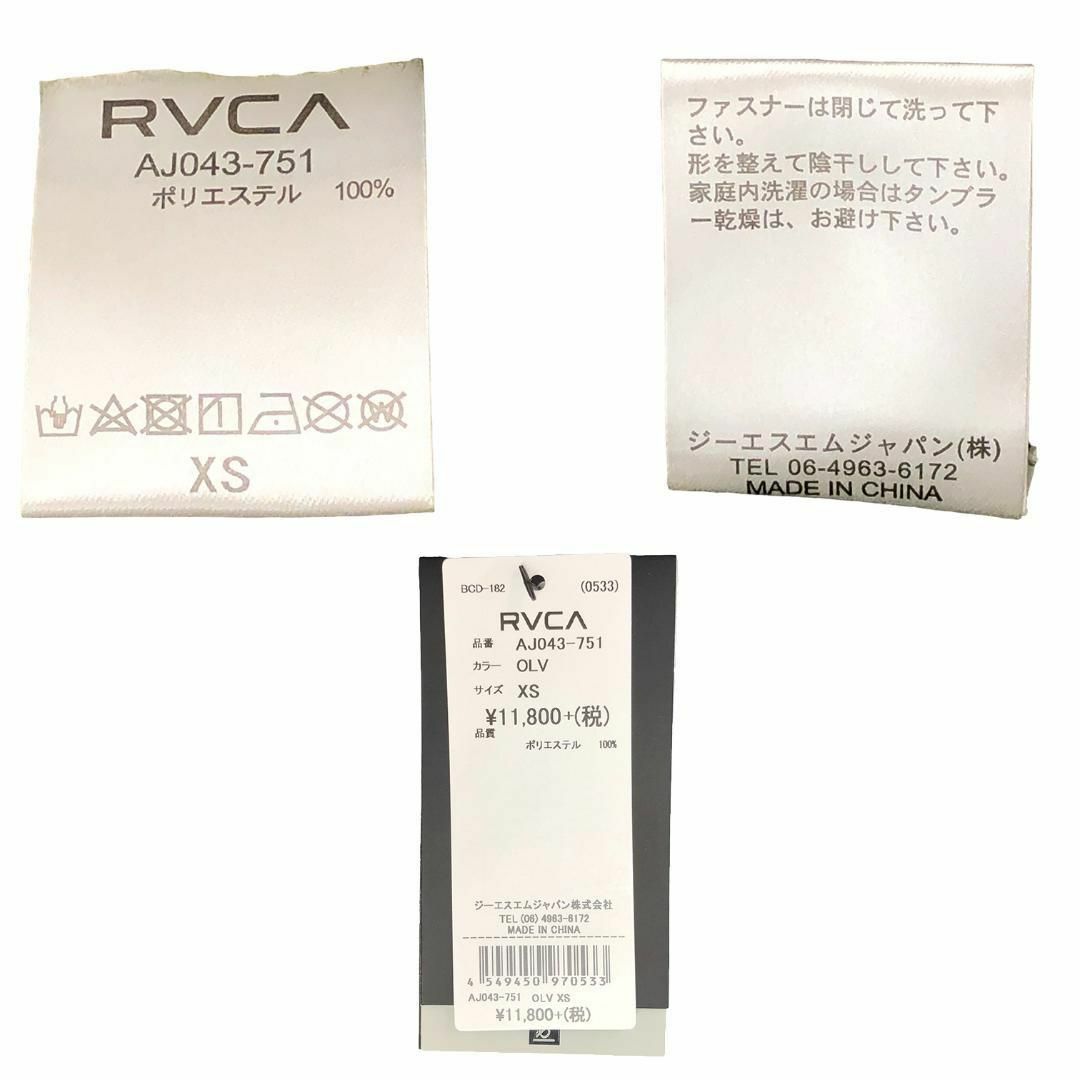 RVCA
AJ043-751
ポリエステル 100%
XS
ファスナーは閉じて洗って下
さい。
形を整えて陰干しして下さい。
家庭内洗濯の場合はタンブラ
ー乾燥は、お避け下さい。
ジーエスエムジャパン(株)
TEL 06-4963-6172
MADE IN CHINA
BCD-182 (0533)
RVCA
品番 AJ043-751
カラー OLV
サイズ XS
¥11,800+(税)
品質
ポリエステル 100%
ジーエスエムジャパン株式会社
TEL (06) 4963-6172
MADE IN CHINA
4 549450 970533
AJ043-751 OLV XS
¥11,800+(税)